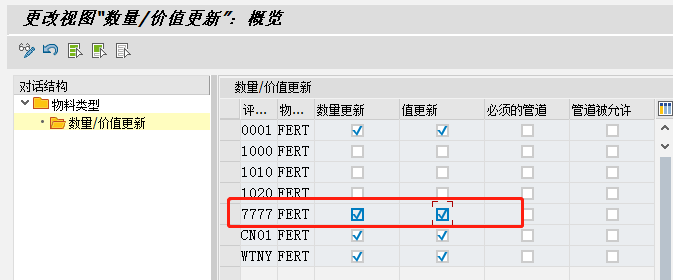 更改视图"数量/价值更新"：概览
对话结构
物料类型
数量/价值更新
数量/价值更新
评... 物... 数量更新 值更新 必须的管道 管道被允许
0001 FERT
1000 FERT
1010 FERT
1020 FERT
7777 FERT
CN01 FERT
WTNY FERT